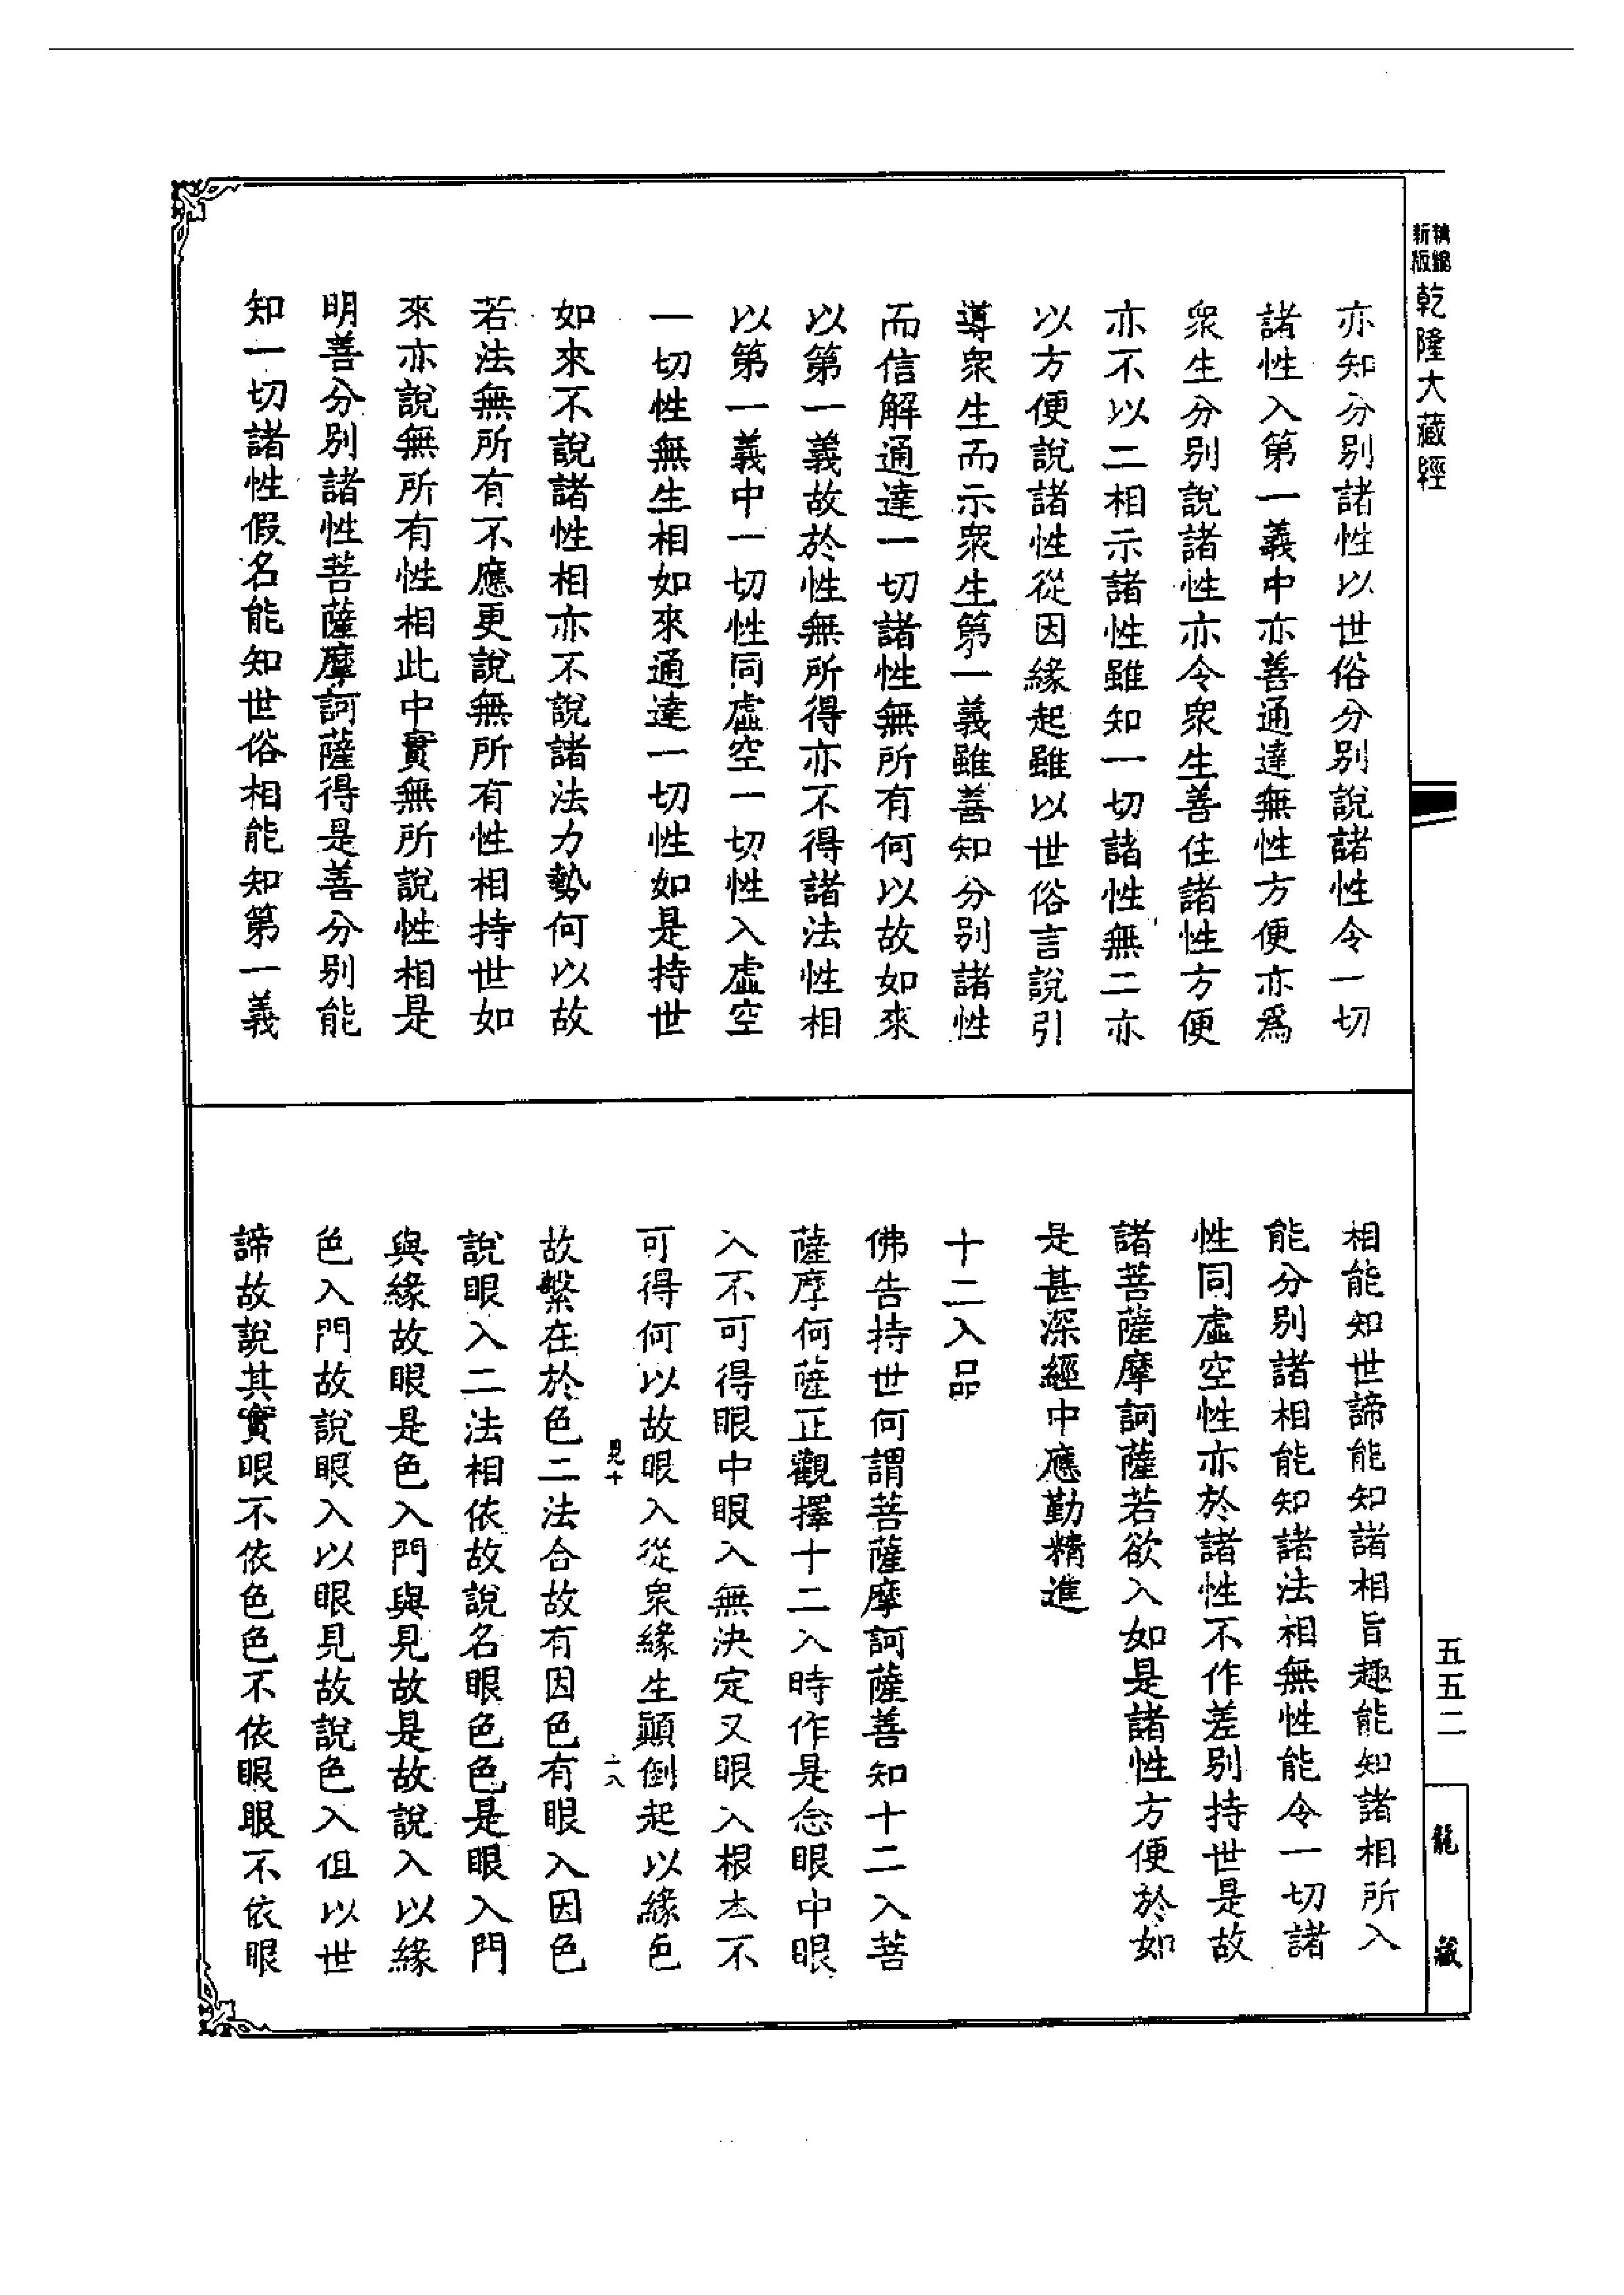 新版精縮乾隆大藏經
亦知分別諸性以世俗分別說諸性令一切
諸性入第一義中亦善通達無性方便亦爲
衆生分別說諸性亦令衆生善住諸性方便
亦不以二相示諸性雖知一切諸性無二亦
以方便說諸性從因緣起雖以世俗言說引
導衆生而示衆生第一義雖善知分別諸性
而信解通達一切諸性無所有何以故如來
以第一義故於性無所得亦不得諸法性相
以第一義中一切性同虛空一切性入虛空
一切性無生相如來通達一切性如是持世
如來不說諸性相亦不說諸法力勢何以故
若法無所有不應更說無所有性相持世如
來亦說無所有性相此中實無所說性相是
明善分別諸性菩薩摩訶薩得是善分別能
知一切諸性假名能知世俗相能知第一義
相能知世諦能知諸相旨趣能知諸相所入
能分別諸相能知諸法相無性能令一切諸
性同虛空性亦於諸性不作差別持世是故
諸菩薩摩訶薩若欲入如是諸性方便於如
是甚深經中應勤精進
十二入品
佛告持世何謂菩薩摩訶薩善知十二入菩
薩摩何薩正觀擇十二入時作是念眼中眼
入不可得眼中眼入無決定又眼入根本不
可得何以故眼入從衆緣生顛倒起以緣色
故繫在於色二法合故有因色有眼入因色
說眼入二法相依故說名眼色色是眼入門
與緣故眼是色入門與見故是故說入以緣
色入門故說眼入以眼見故說色入但以世
諦故說其實眼不依色色不依眼眼不依眼
五五二
龍藏